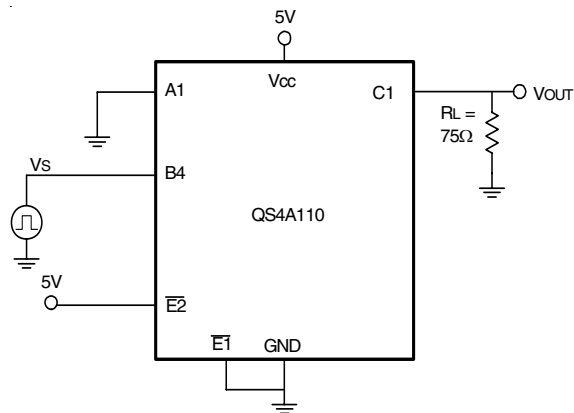 5V
Vcc
A1
C1
VOUT
RL =
75Ω
VS
B4
QS4A110
5V
E2
E1
GND